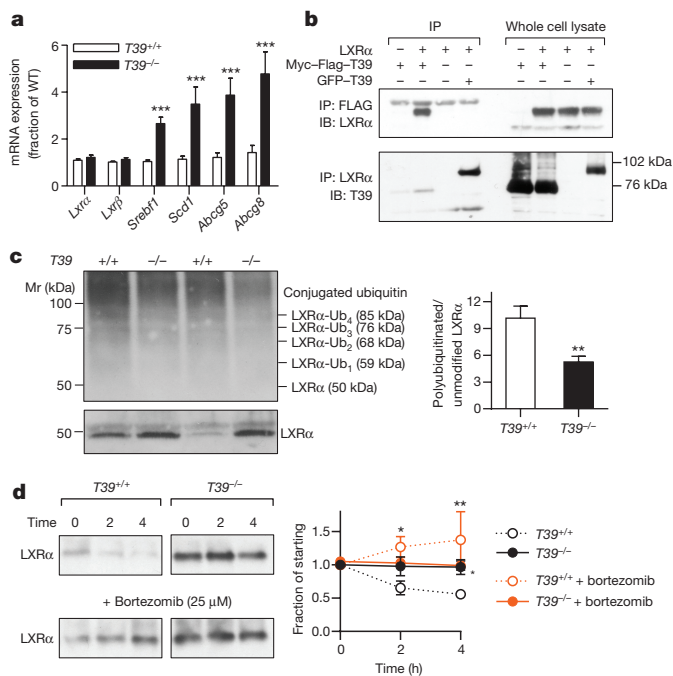 a
T39+/+
T39−/−
mRNA expression
(fraction of WT)
6
4
2
0
***
***
***
***
Lxrα
Lxrβ
Srebf1
Scd1
Abcg5
Abcg8
b
IP
Whole cell lysate
LXRα − + + + − + + +
Myc–Flag–T39 + + − − + + − −
GFP–T39 − − − + − − − +
IP: FLAG
IB: LXRα
IP: LXRα
IB: T39
102 kDa
76 kDa
c
T39 +/+ −/− +/+ −/−
Mr (kDa)
100
75
50
Conjugated ubiquitin
LXRα-Ub4 (85 kDa)
LXRα-Ub3 (76 kDa)
LXRα-Ub2 (68 kDa)
LXRα-Ub1 (59 kDa)
LXRα (50 kDa)
50
LXRα
Polyubiquitinated/
unmodified LXRα
12
9
6
3
0
**
T39+/+
T39−/−
d
T39+/+
T39−/−
Time 0 2 4 0 2 4
LXRα
+ Bortezomib (25 μM)
LXRα
Fraction of starting
1.5
1.0
0.5
0.0
*
**
*
0 2 4
Time (h)
T39+/+
T39−/−
T39+/+ + bortezomib
T39−/− + bortezomib